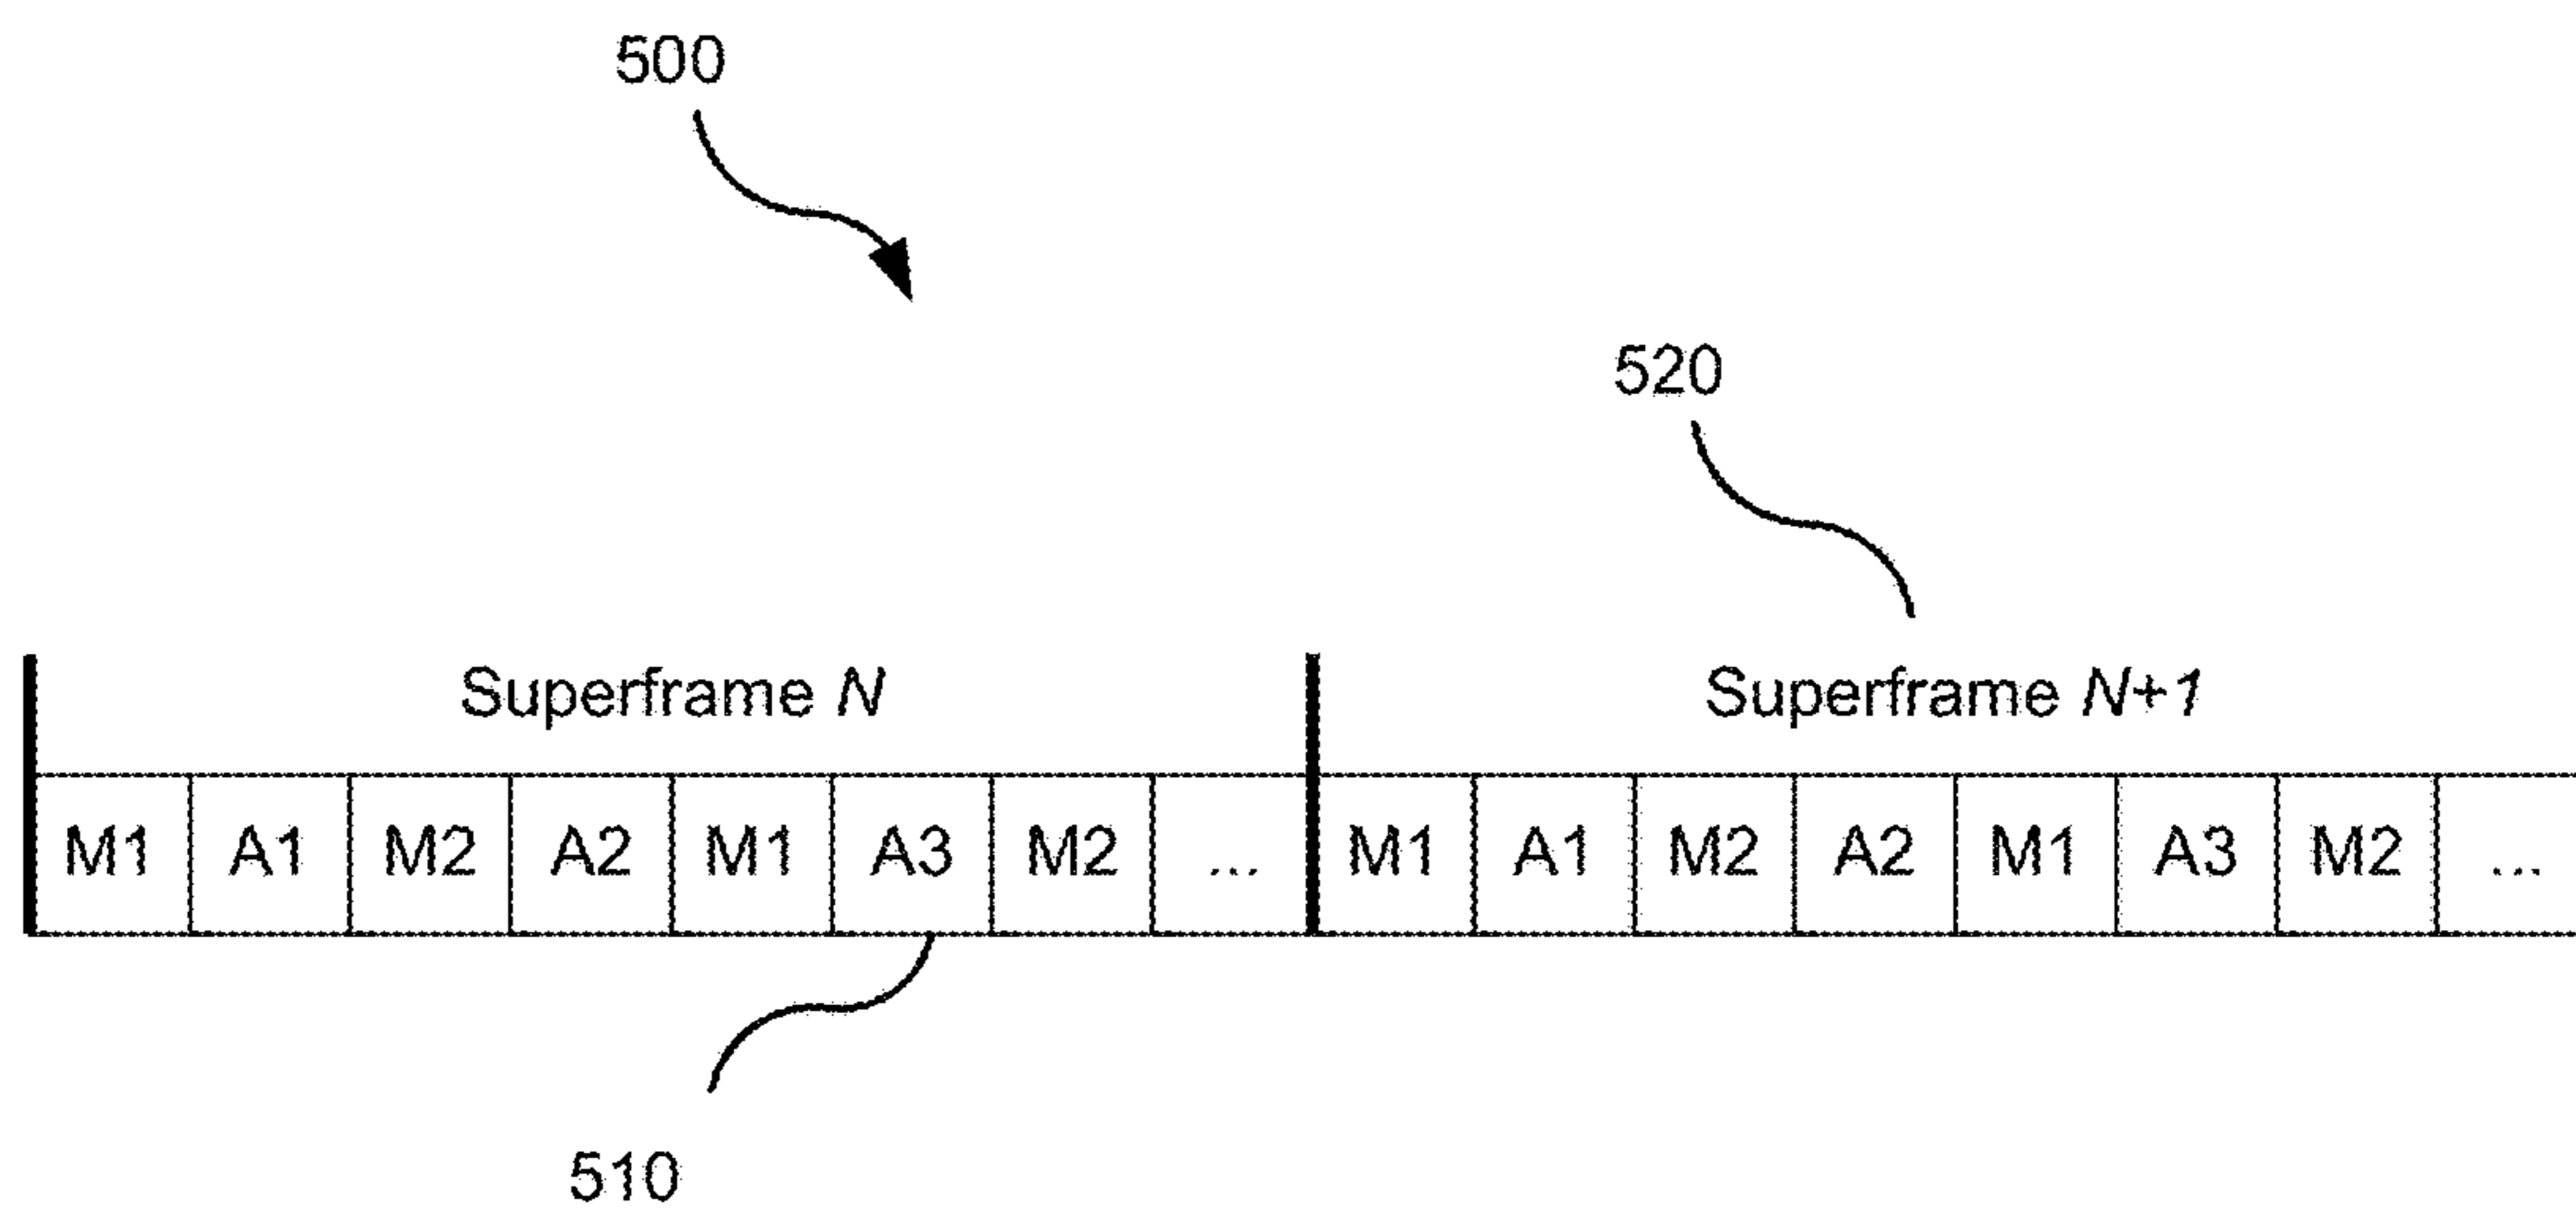 500
520
Superframe N
Superframe N+1
M1 A1 M2 A2 M1 A3 M2 ... M1 A1 M2 A2 M1 A3 M2 ...
510